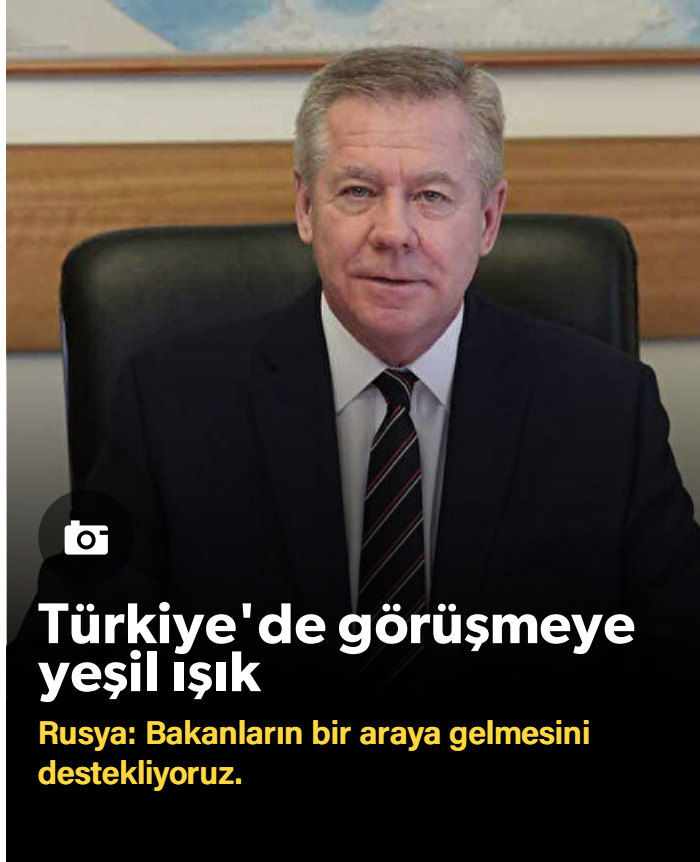 Türkiye'de görüşmeye
yeşil ışık
Rusya: Bakanların bir araya gelmesini
destekliyoruz.